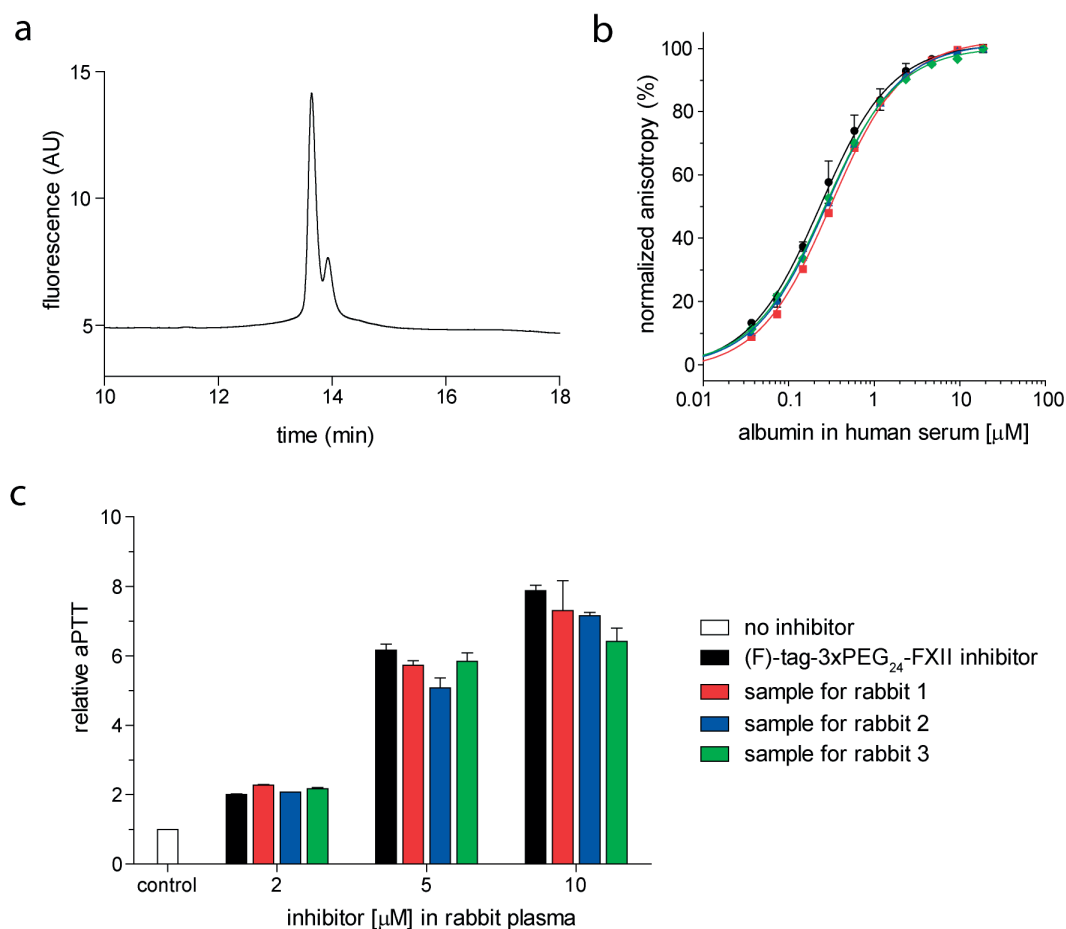 a
15
10
5
fluorescence (AU)
10 12 14 16 18
time (min)
b
100
80
60
40
20
0
normalized anisotropy (%)
0.01 0.1 1 10 100
albumin in human serum [μM]
c
10
8
6
4
2
0
relative aPTT
control 2 5 10
inhibitor [μM] in rabbit plasma
no inhibitor
(F)-tag-3xPEG24-FXII inhibitor
sample for rabbit 1
sample for rabbit 2
sample for rabbit 3